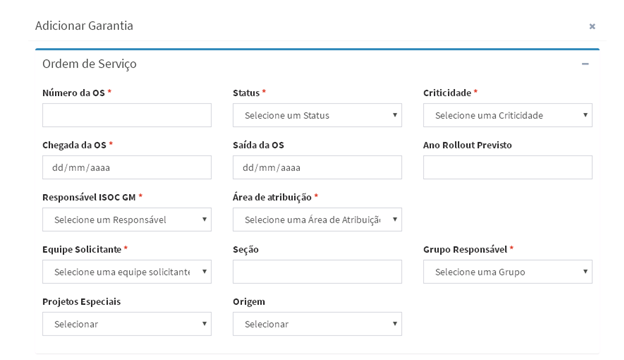 Adicionar Garantia
Ordem de Serviço
Número da OS * Status * Criticidade *
Selecione um Status Selecione uma Criticidade
Chegada da OS * Saída da OS Ano Rollout Previsto
dd/mm/aaaa dd/mm/aaaa
Responsável ISOC GM * Área de atribuição *
Selecione um Responsável Selecione uma Área de Atribuiçã
Equipe Solicitante * Seção Grupo Responsável *
Selecione uma equipe solicitante Selecione uma Grupo
Projetos Especiais Origem
Selecionar Selecionar